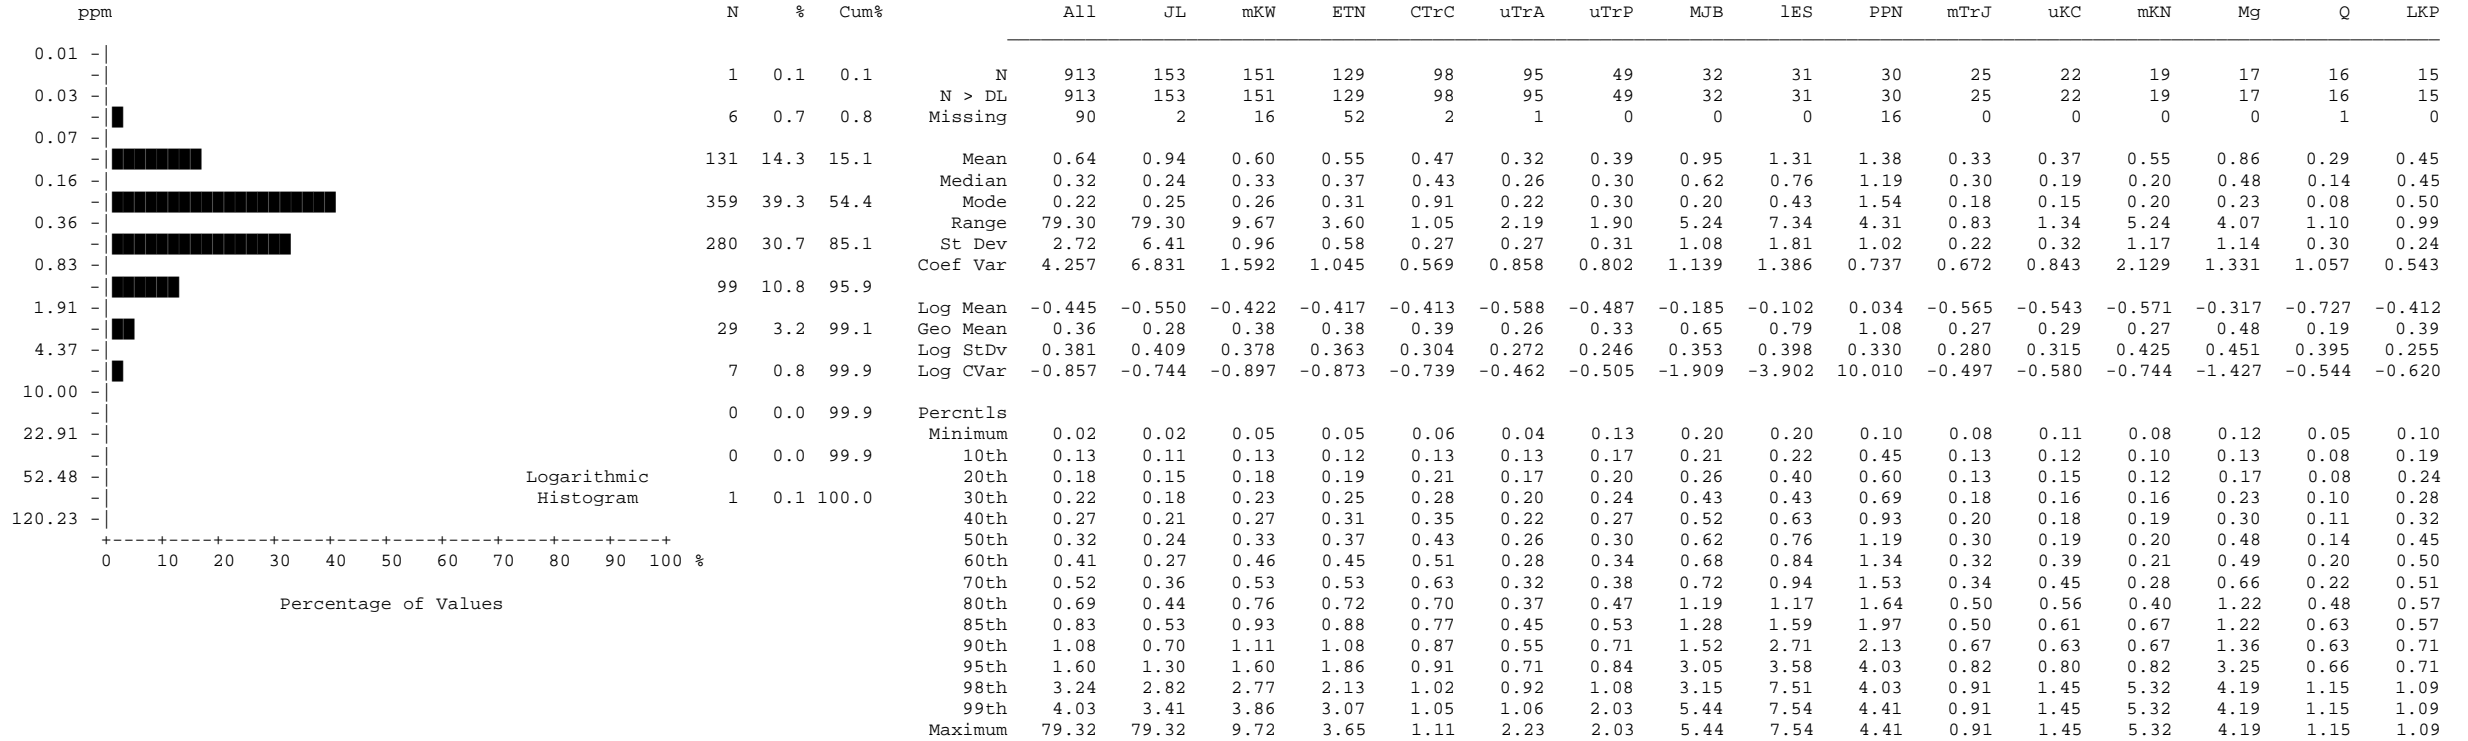 ppm N % Cum% All JL mKW ETN CTrC uTrA uTrP MJB lES PPN mTrJ uKC mKN Mg Q LKP
0.01 -|
-| 1 0.1 0.1 N 913 153 151 129 98 95 49 32 31 30 25 22 19 17 16 15
0.03 -| N > DL 913 153 151 129 98 95 49 32 31 30 25 22 19 17 16 15
-| 6 0.7 0.8 Missing 90 2 16 52 2 1 0 0 0 16 0 0 0 0 1 0
0.07 -|
-| 131 14.3 15.1 Mean 0.64 0.94 0.60 0.55 0.47 0.32 0.39 0.95 1.31 1.38 0.33 0.37 0.55 0.86 0.29 0.45
0.16 -| Median 0.32 0.24 0.33 0.37 0.43 0.26 0.30 0.62 0.76 1.19 0.30 0.19 0.20 0.48 0.14 0.45
-| 359 39.3 54.4 Mode 0.22 0.25 0.26 0.31 0.91 0.22 0.30 0.20 0.43 1.54 0.18 0.15 0.20 0.23 0.08 0.50
0.36 -| Range 79.30 79.30 9.67 3.60 1.05 2.19 1.90 5.24 7.34 4.31 0.83 1.34 5.24 4.07 1.10 0.99
-| 280 30.7 85.1 St Dev 2.72 6.41 0.96 0.58 0.27 0.27 0.31 1.08 1.81 1.02 0.22 0.32 1.17 1.14 0.30 0.24
0.83 -| Coef Var 4.257 6.831 1.592 1.045 0.569 0.858 0.802 1.139 1.386 0.737 0.672 0.843 2.129 1.331 1.057 0.543
-| 99 10.8 95.9
1.91 -| Log Mean -0.445 -0.550 -0.422 -0.417 -0.413 -0.588 -0.487 -0.185 -0.102 0.034 -0.565 -0.543 -0.571 -0.317 -0.727 -0.412
-| 29 3.2 99.1 Geo Mean 0.36 0.28 0.38 0.38 0.39 0.26 0.33 0.65 0.79 1.08 0.27 0.29 0.27 0.48 0.19 0.39
4.37 -| Log StDv 0.381 0.409 0.378 0.363 0.304 0.272 0.246 0.353 0.398 0.330 0.280 0.315 0.425 0.451 0.395 0.255
-| 7 0.8 99.9 Log CVar -0.857 -0.744 -0.897 -0.873 -0.739 -0.462 -0.505 -1.909 -3.902 10.010 -0.497 -0.580 -0.744 -1.427 -0.544 -0.620
10.00 -|
-| 0 0.0 99.9 Percntls
22.91 -| Minimum 0.02 0.02 0.05 0.05 0.06 0.04 0.13 0.20 0.20 0.10 0.08 0.11 0.08 0.12 0.05 0.10
-| 0 0.0 99.9 10th 0.13 0.11 0.13 0.12 0.13 0.13 0.17 0.21 0.22 0.45 0.13 0.12 0.10 0.13 0.08 0.19
52.48 -| Logarithmic 20th 0.18 0.15 0.18 0.19 0.21 0.17 0.20 0.26 0.40 0.60 0.13 0.15 0.12 0.17 0.08 0.24
-| Histogram 1 0.1 100.0 30th 0.22 0.18 0.23 0.25 0.28 0.20 0.24 0.43 0.43 0.69 0.18 0.16 0.16 0.23 0.10 0.28
120.23 -| 40th 0.27 0.21 0.27 0.31 0.35 0.22 0.27 0.52 0.63 0.93 0.20 0.18 0.19 0.30 0.11 0.32
+----+----+----+----+----+----+----+----+----+----+ 50th 0.32 0.24 0.33 0.37 0.43 0.26 0.30 0.62 0.76 1.19 0.30 0.19 0.20 0.48 0.14 0.45
0 10 20 30 40 50 60 70 80 90 100 % 60th 0.41 0.27 0.46 0.45 0.51 0.28 0.34 0.68 0.84 1.34 0.32 0.39 0.21 0.49 0.20 0.50
70th 0.52 0.36 0.53 0.53 0.63 0.32 0.38 0.72 0.94 1.53 0.34 0.45 0.28 0.66 0.22 0.51
Percentage of Values 80th 0.69 0.44 0.76 0.72 0.70 0.37 0.47 1.19 1.17 1.64 0.50 0.56 0.40 1.22 0.48 0.57
85th 0.83 0.53 0.93 0.88 0.77 0.45 0.53 1.28 1.59 1.97 0.50 0.61 0.67 1.22 0.63 0.57
90th 1.08 0.70 1.11 1.08 0.87 0.55 0.71 1.52 2.71 2.13 0.67 0.63 0.67 1.36 0.63 0.71
95th 1.60 1.30 1.60 1.86 0.91 0.71 0.84 3.05 3.58 4.03 0.82 0.80 0.82 3.25 0.66 0.71
98th 3.24 2.82 2.77 2.13 1.02 0.92 1.08 3.15 7.51 4.03 0.91 1.45 5.32 4.19 1.15 1.09
99th 4.03 3.41 3.86 3.07 1.05 1.06 2.03 5.44 7.54 4.41 0.91 1.45 5.32 4.19 1.15 1.09
Maximum 79.32 79.32 9.72 3.65 1.11 2.23 2.03 5.44 7.54 4.41 0.91 1.45 5.32 4.19 1.15 1.09